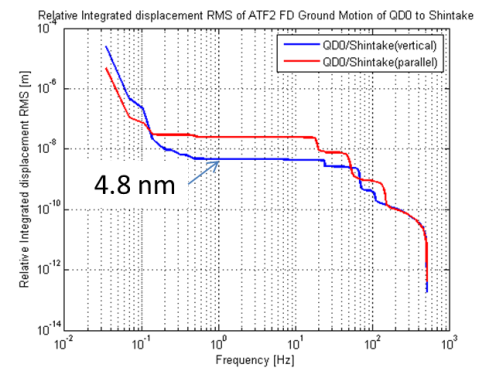 Relative Integrated displacement RMS of ATF2 FD Ground Motion of QD0 to Shintake
QD0/Shintake(vertical)
QD0/Shintake(parallel)
Relative Integrated displacement RMS [m]
10^-4
10^-6
10^-8
10^-10
10^-12
10^-14
4.8 nm
10^-2 10^-1 10^0 10^1 10^2 10^3
Frequency [Hz]